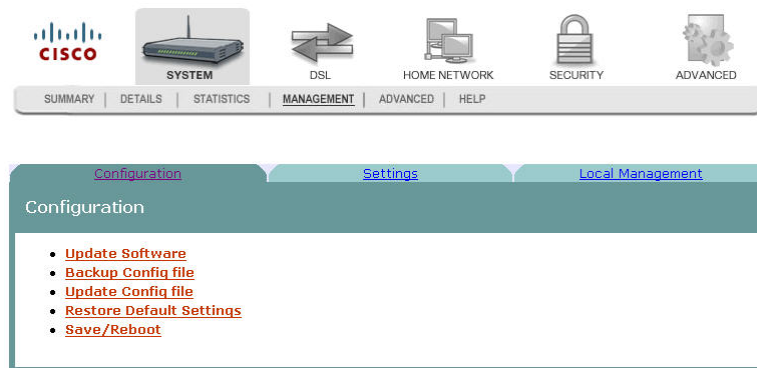 CISCO
SYSTEM DSL HOME NETWORK SECURITY ADVANCED
SUMMARY | DETAILS | STATISTICS | MANAGEMENT | ADVANCED | HELP
Configuration Settings Local Management
Configuration
• Update Software
• Backup Config file
• Update Config file
• Restore Default Settings
• Save/Reboot